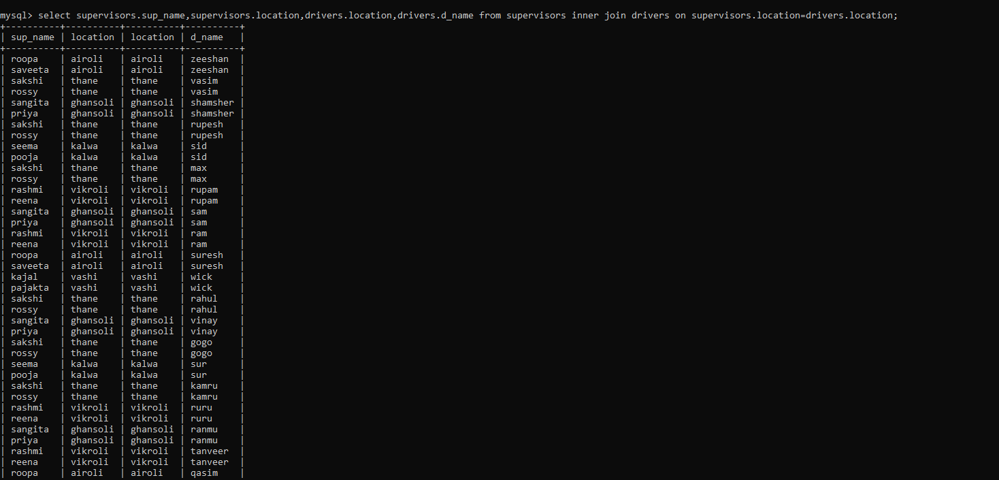 mysql> select supervisors.sup_name,supervisors.location,drivers.location,drivers.d_name from supervisors inner join drivers on supervisors.location=drivers.location;
+----------+----------+----------+----------+
| sup_name | location | location | d_name   |
+----------+----------+----------+----------+
| roopa    | airoli   | airoli   | zeeshan  |
| saveeta  | airoli   | airoli   | zeeshan  |
| sakshi   | thane    | thane    | vasim    |
| rossy    | thane    | thane    | vasim    |
| sangita  | ghansoli | ghansoli | shamsher |
| priya    | ghansoli | ghansoli | shamsher |
| sakshi   | thane    | thane    | rupesh   |
| rossy    | thane    | thane    | rupesh   |
| seema    | kalwa    | kalwa    | sid      |
| pooja    | kalwa    | kalwa    | sid      |
| sakshi   | thane    | thane    | max      |
| rossy    | thane    | thane    | max      |
| rashmi   | vikroli  | vikroli  | rupam    |
| reena    | vikroli  | vikroli  | rupam    |
| sangita  | ghansoli | ghansoli | sam      |
| priya    | ghansoli | ghansoli | sam      |
| rashmi   | vikroli  | vikroli  | ram      |
| reena    | vikroli  | vikroli  | ram      |
| roopa    | airoli   | airoli   | suresh   |
| saveeta  | airoli   | airoli   | suresh   |
| kajal    | vashi    | vashi    | wick     |
| pajakta  | vashi    | vashi    | wick     |
| sakshi   | thane    | thane    | rahul    |
| rossy    | thane    | thane    | rahul    |
| sangita  | ghansoli | ghansoli | vinay    |
| priya    | ghansoli | ghansoli | vinay    |
| sakshi   | thane    | thane    | gogo     |
| rossy    | thane    | thane    | gogo     |
| seema    | kalwa    | kalwa    | sur      |
| pooja    | kalwa    | kalwa    | sur      |
| sakshi   | thane    | thane    | kamru    |
| rossy    | thane    | thane    | kamru    |
| rashmi   | vikroli  | vikroli  | ruru     |
| reena    | vikroli  | vikroli  | ruru     |
| sangita  | ghansoli | ghansoli | ranmu    |
| priya    | ghansoli | ghansoli | ranmu    |
| rashmi   | vikroli  | vikroli  | tanveer  |
| reena    | vikroli  | vikroli  | tanveer  |
| roopa    | airoli   | airoli   | qasim    |